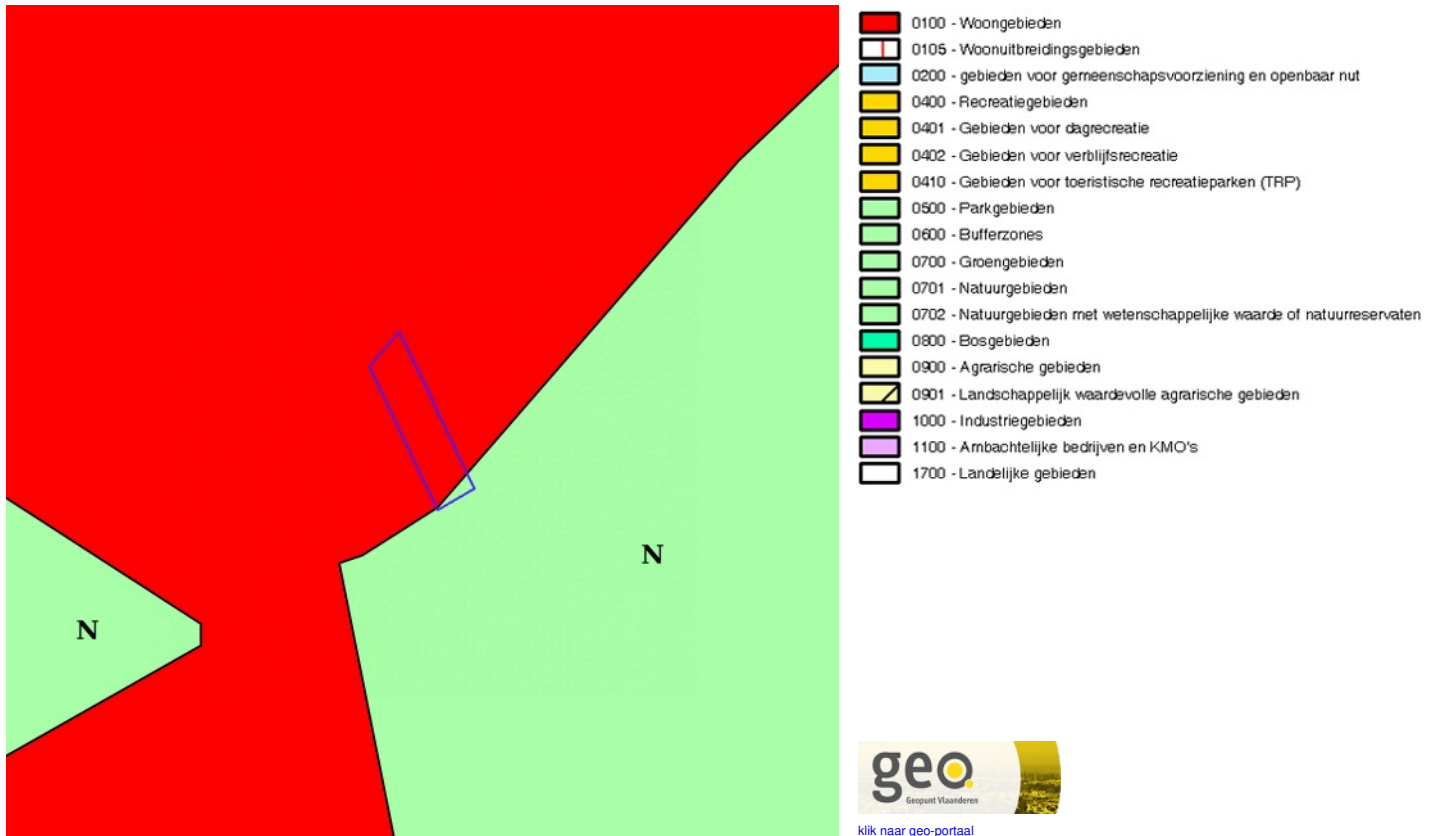 N
N
0100 - Woongebieden
0105 - Woonuitbreidingsgebieden
0200 - gebieden voor gemeenschapsvoorziening en openbaar nut
0400 - Recreatiegebieden
0401 - Gebieden voor dagrecreatie
0402 - Gebieden voor verblijfsrecreatie
0410 - Gebieden voor toeristische recreatieparken (TRP)
0500 - Parkgebieden
0600 - Bufferzones
0700 - Groengebieden
0701 - Natuurgebieden
0702 - Natuurgebieden met wetenschappelijke waarde of natuurreservaten
0800 - Bosgebieden
0900 - Agrarische gebieden
0901 - Landschappelijk waardevolle agrarische gebieden
1000 - Industriegebieden
1100 - Ambachtelijke bedrijven en KMO's
1700 - Landelijke gebieden
geo.
Geopunt Vlaanderen
klik naar geo-portaal